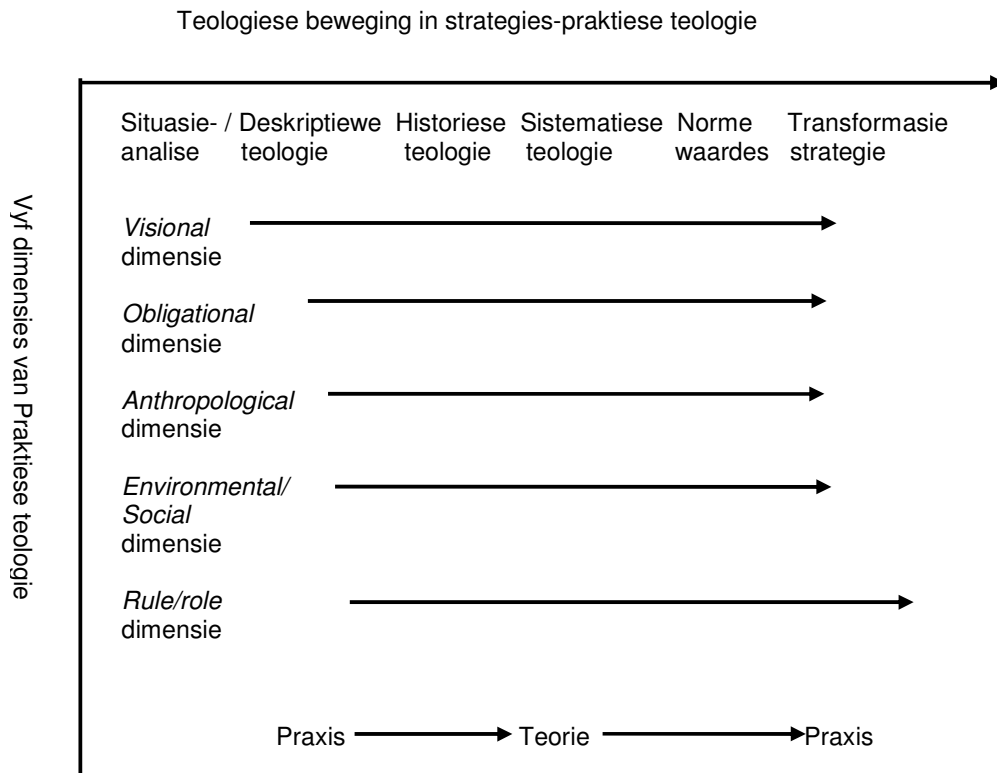 Teologiese beweging in strategies-praktiese teologie
Situasie- / Deskriptiewe Historiese Sistematiese Norme Transformasie
analise teologie teologie teologie waardes strategie
Vyf dimensies van Praktiese teologie
Visional
dimensie
Obligational
dimensie
Anthropological
dimensie
Environmental/
Social
dimensie
Rule/role
dimensie
Praxis Teorie Praxis